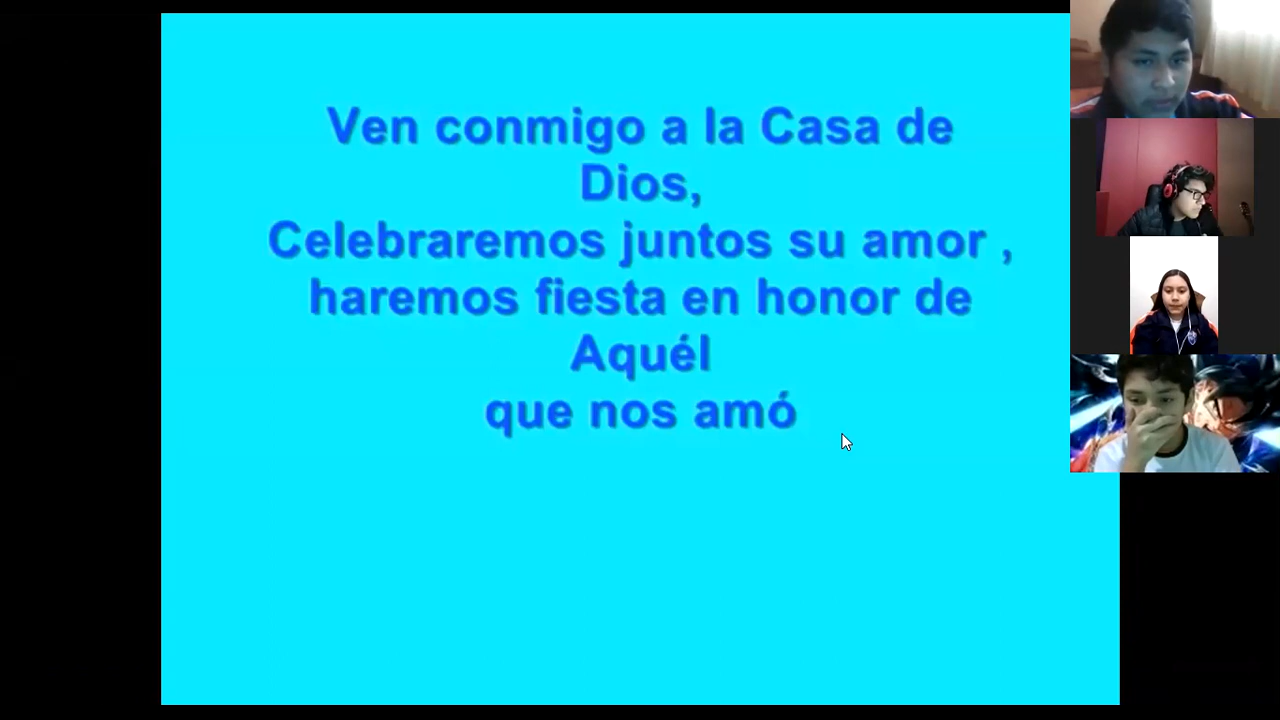 Ven conmigo a la Casa de
Dios,
Celebraremos juntos su amor ,
haremos fiesta en honor de
Aquél
que nos amó